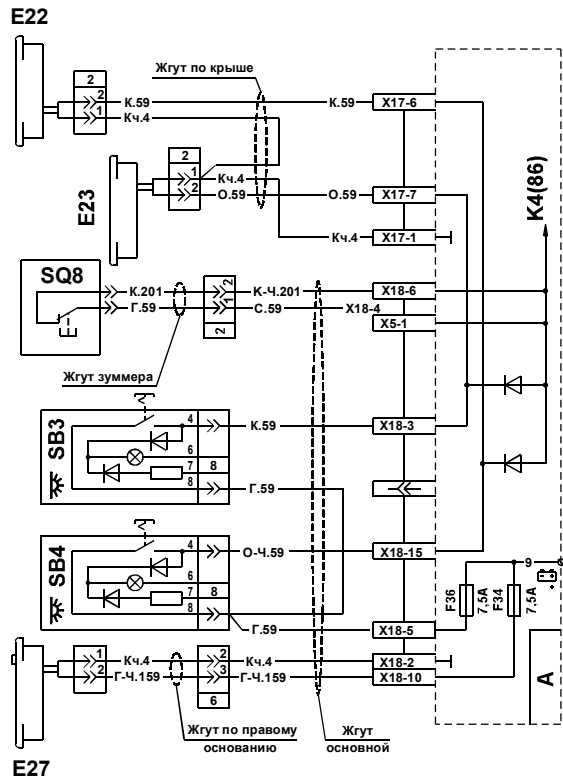 E22
Жгут по крыше
2
2
К.59
К.59
X17-6
1
Кч.4
2
1
Кч.4
K4(86)
E23
2
О.59
О.59
X17-7
Кч.4
X17-1
SQ8
К.201
2
К-Ч.201
X18-6
Г.59
1
С.59
X18-4
X5-1
2
Жгут зуммера
SB3
4
К.59
X18-3
6
7
8
8
Г.59
SB4
4
О-Ч.59
X18-15
9
6
7
8
F36
7,5А
F34
7,5А
8
Г.59
X18-5
1
Кч.4
2
Кч.4
X18-2
2
Г-Ч.159
3
Г-Ч.159
X18-10
A
6
Жгут по правому
основанию
Жгут
основной
E27